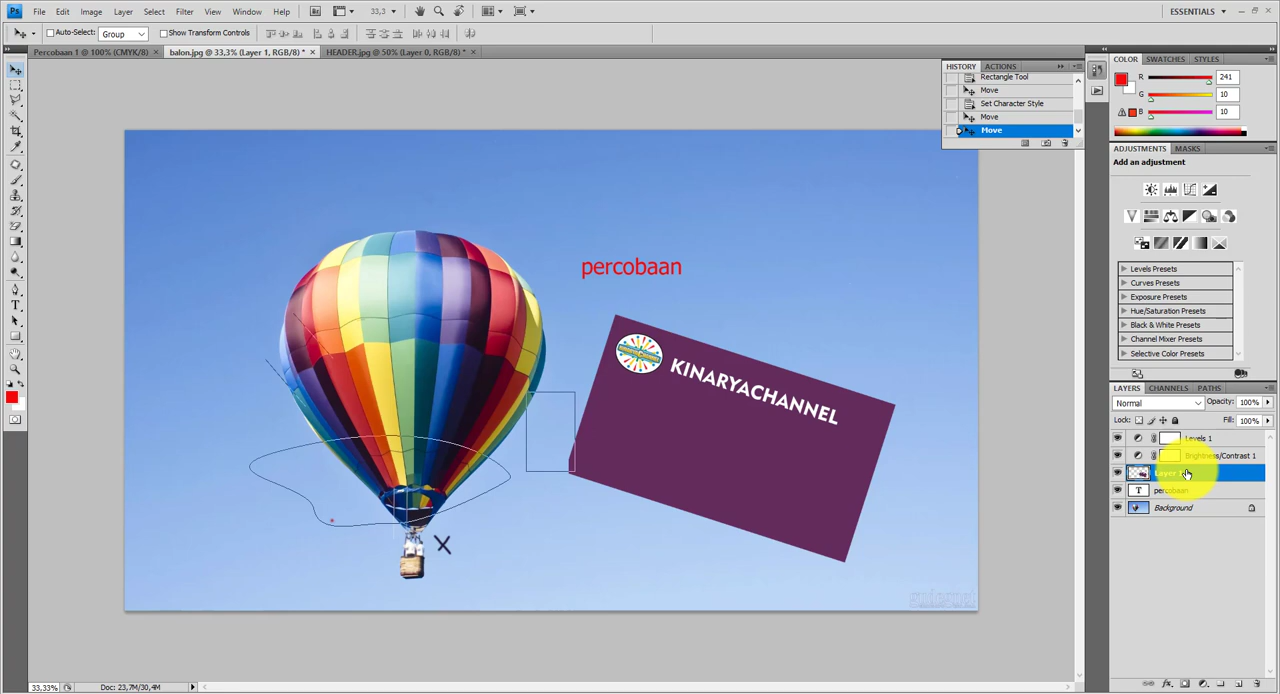 Ps File Edit Image Layer Select Filter View Window Help Br 33,3 ESSENTIALS
Auto-Select: Group Show Transform Controls
Percobaan 1 @ 100% (CMYK/8) × balon.jpg @ 33,3% (Layer 1, RGB/8) * × HEADER.jpg @ 50% (Layer 0, RGB/8) * ×
HISTORY ACTIONS
Rectangle Tool
Move
Set Character Style
Move
Move
COLOR SWATCHES STYLES
R 241
G 10
B 10
ADJUSTMENTS MASKS
Add an adjustment
Levels Presets
Curves Presets
Exposure Presets
Hue/Saturation Presets
Black & White Presets
Channel Mixer Presets
Selective Color Presets
percobaan
KINARYACHANNEL
LAYERS CHANNELS PATHS
Normal Opacity: 100%
Lock: Fill: 100%
Levels 1
Brightness/Contrast 1
Layer
T percobaan
Background
33,33% Doc: 23,7M/30,4M